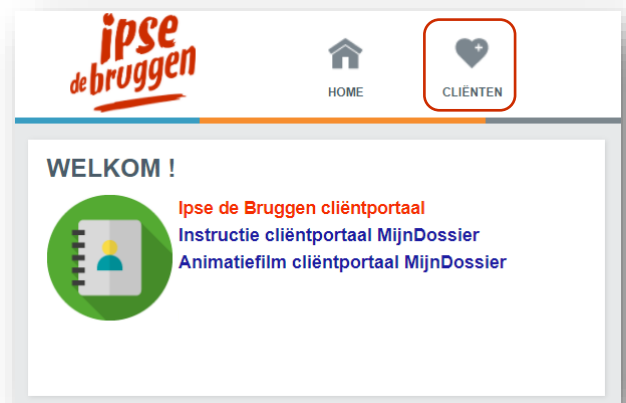 ipse
de bruggen
HOME
CLIËNTEN
WELKOM !
Ipse de Bruggen cliëntportaal
Instructie cliëntportaal MijnDossier
Animatiefilm cliëntportaal MijnDossier